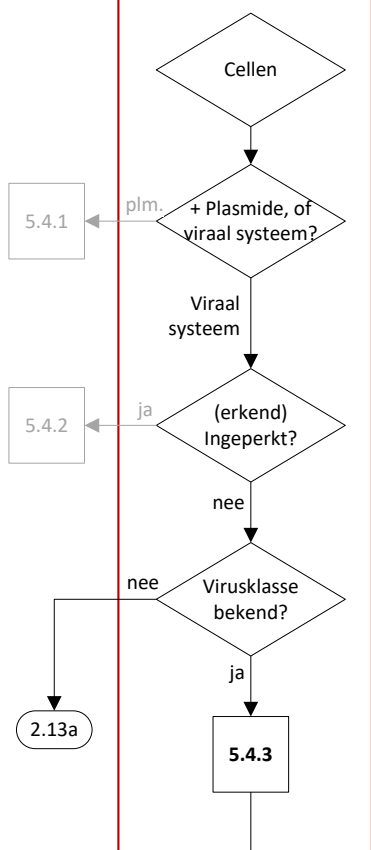 Cellen
plm.
+ Plasmide, of
viraal systeem?
5.4.1
Viraal
systeem
ja
(erkend)
Ingeperkt?
5.4.2
nee
nee
Virusklasse
bekend?
ja
2.13a
5.4.3